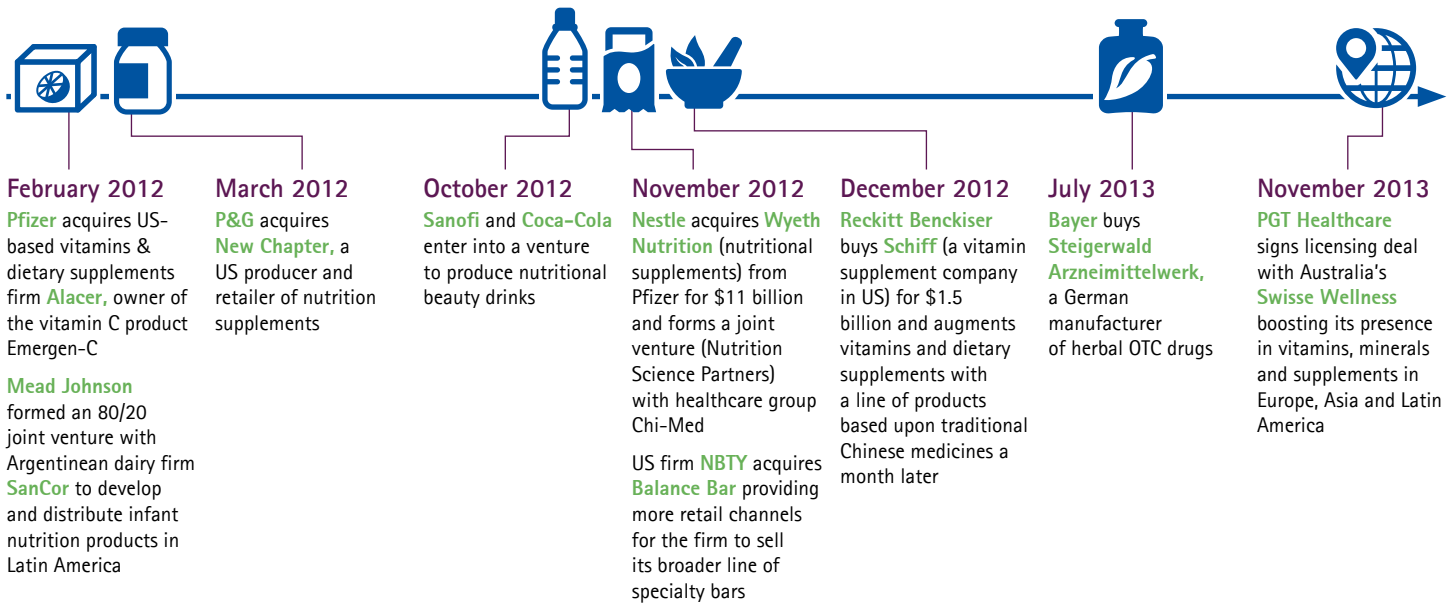 February 2012
Pfizer acquires US-
based vitamins &
dietary supplements
firm Alacer, owner of
the vitamin C product
Emergen-C
Mead Johnson
formed an 80/20
joint venture with
Argentinean dairy firm
SanCor to develop
and distribute infant
nutrition products in
Latin America
March 2012
P&G acquires
New Chapter, a
US producer and
retailer of nutrition
supplements
October 2012
Sanofi and Coca-Cola
enter into a venture
to produce nutritional
beauty drinks
November 2012
Nestle acquires Wyeth
Nutrition (nutritional
supplements) from
Pfizer for $11 billion
and forms a joint
venture (Nutrition
Science Partners)
with healthcare group
Chi-Med
US firm NBTY acquires
Balance Bar providing
more retail channels
for the firm to sell
its broader line of
specialty bars
December 2012
Reckitt Benckiser
buys Schiff (a vitamin
supplement company
in US) for $1.5
billion and augments
vitamins and dietary
supplements with
a line of products
based upon traditional
Chinese medicines a
month later
July 2013
Bayer buys
Steigerwald
Arzneimittelwerk,
a German
manufacturer
of herbal OTC drugs
November 2013
PGT Healthcare
signs licensing deal
with Australia's
Swisse Wellness
boosting its presence
in vitamins, minerals
and supplements in
Europe, Asia and Latin
America